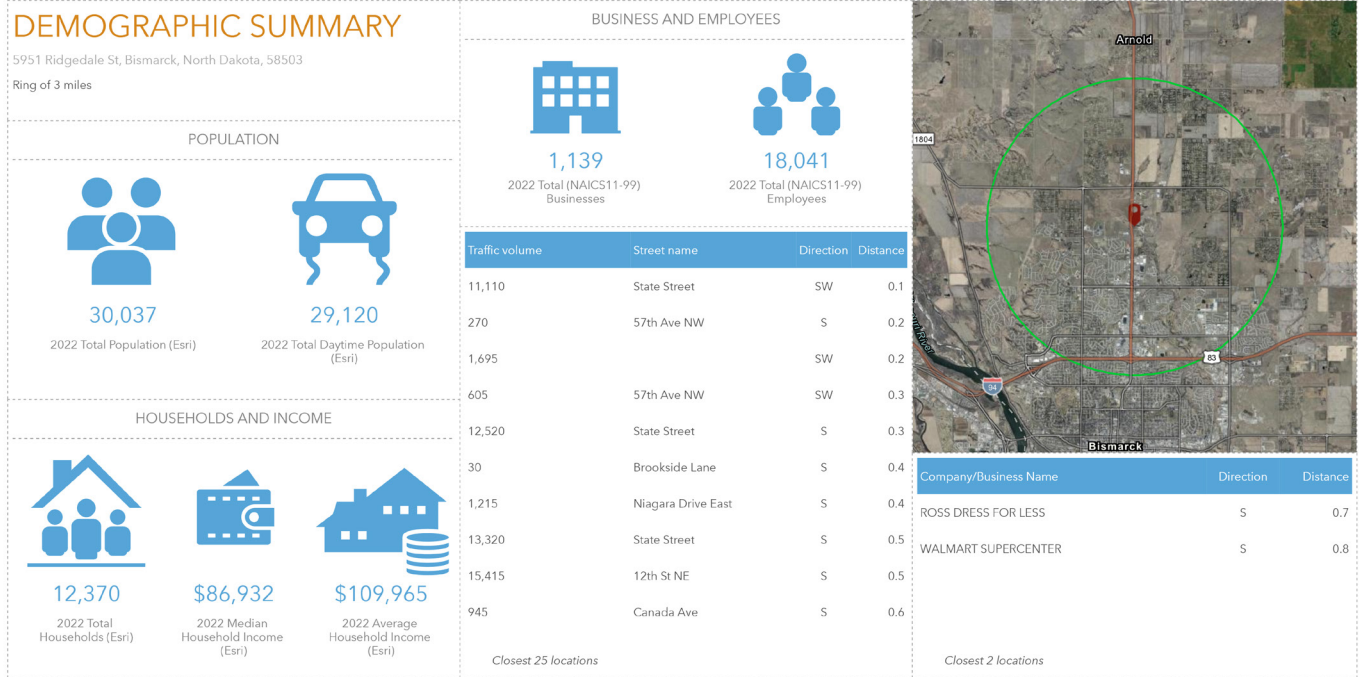 DEMOGRAPHIC SUMMARY
5951 Ridgedale St, Bismarck, North Dakota, 58503
Ring of 3 miles
POPULATION
30,037
2022 Total Population (Esri)
29,120
2022 Total Daytime Population
(Esri)
HOUSEHOLDS AND INCOME
12,370
2022 Total
Households (Esri)
$86,932
2022 Median
Household Income
(Esri)
$109,965
2022 Average
Household Income
(Esri)
BUSINESS AND EMPLOYEES
1,139
2022 Total (NAICS11-99)
Businesses
18,041
2022 Total (NAICS11-99)
Employees
Traffic volume Street name Direction Distance
11,110 State Street SW 0.1
270 57th Ave NW S 0.2
1,695 SW 0.2
605 57th Ave NW SW 0.3
12,520 State Street S 0.3
30 Brookside Lane S 0.4
1,215 Niagara Drive East S 0.4
13,320 State Street S 0.5
15,415 12th St NE S 0.5
945 Canada Ave S 0.6
Closest 25 locations
Arnold
1804
River
83
94
Bismarck
Company/Business Name Direction Distance
ROSS DRESS FOR LESS S 0.7
WALMART SUPERCENTER S 0.8
Closest 2 locations